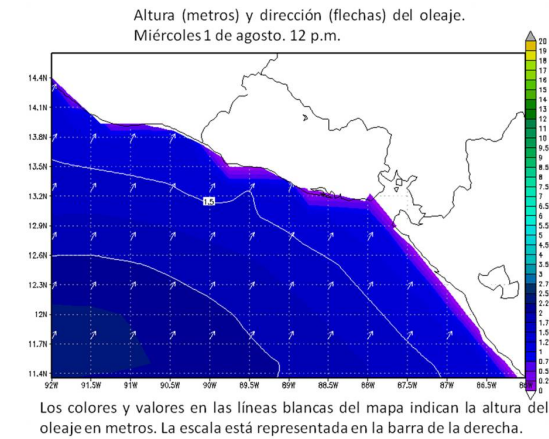 Altura (metros) y dirección (flechas) del oleaje.
Miércoles 1 de agosto. 12 p.m.
14.4N
14.1N
13.8N
13.5N
13.2N
12.9N
12.6N
12.3N
12N
11.7N
11.4N
1.5
92W 91.5W 91W 90.5W 90W 89.5W 89W 88.5W 88W 87.5W 87W 86.5W
20
19
18
17
16
15
14
13
12
11
10
9.5
9
8.5
8
7.5
7
6.5
6
5.5
5
4.5
4
3.5
3
2.7
2.5
2.2
2
1.7
1.5
1.2
1
0.7
0.5
0.2
Los colores y valores en las líneas blancas del mapa indican la altura del
oleaje en metros. La escala está representada en la barra de la derecha.